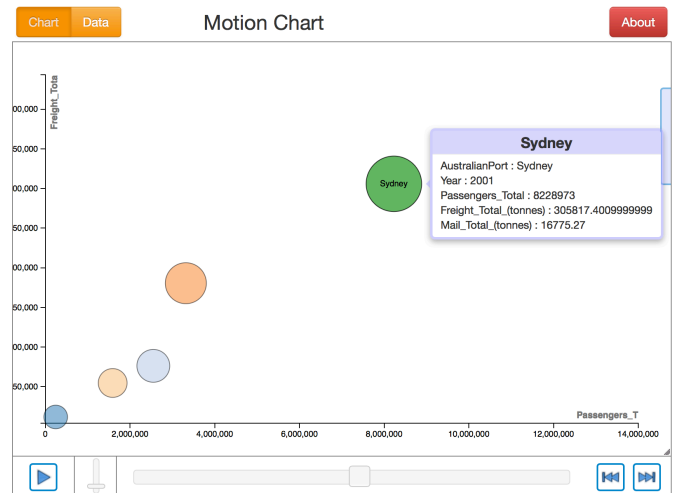 Chart Data
Motion Chart
About
Freight_Tota
00,000
50,000
00,000
50,000
00,000
50,000
00,000
50,000
Sydney
Sydney
AustralianPort : Sydney
Year : 2001
Passengers_Total : 8228973
Freight_Total_(tonnes) : 305817.4009999999
Mail_Total_(tonnes) : 16775.27
Passengers_T
0 2,000,000 4,000,000 6,000,000 8,000,000 10,000,000 12,000,000 14,000,000